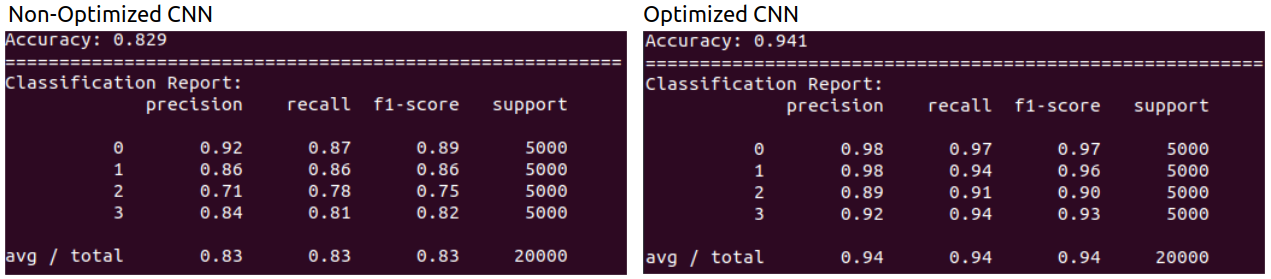 Non-Optimized CNN
Accuracy: 0.829
=========================================================
Classification Report:
precision recall f1-score support
0 0.92 0.87 0.89 5000
1 0.86 0.86 0.86 5000
2 0.71 0.78 0.75 5000
3 0.84 0.81 0.82 5000
avg / total 0.83 0.83 0.83 20000
Optimized CNN
Accuracy: 0.941
=========================================================
Classification Report:
precision recall f1-score support
0 0.98 0.97 0.97 5000
1 0.98 0.94 0.96 5000
2 0.89 0.91 0.90 5000
3 0.92 0.94 0.93 5000
avg / total 0.94 0.94 0.94 20000